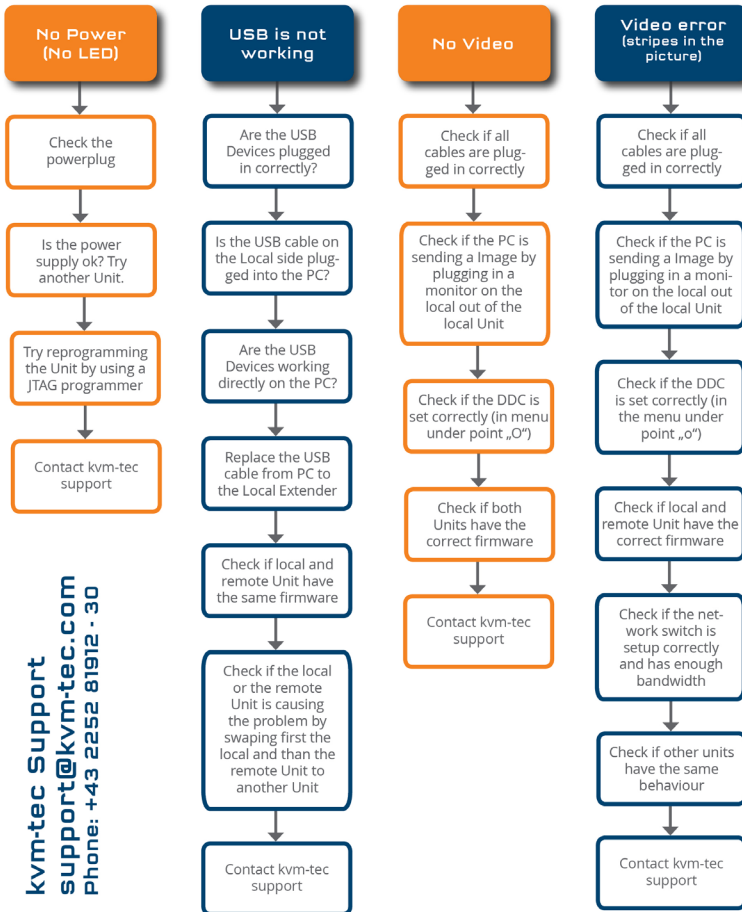 No Power
(No LED)
Check the
powerplug
Is the power
supply ok? Try
another Unit.
Try reprogramming
the Unit by using a
JTAG programmer
Contact kvm-tec
support
USB is not
working
Are the USB
Devices plugged
in correctly?
Is the USB cable on
the Local side plug-
ged into the PC?
Are the USB
Devices working
directly on the PC?
Replace the USB
cable from PC to
the Local Extender
Check if local and
remote Unit have
the same firmware
Check if the local
or the remote
Unit is causing
the problem by
swaping first the
local and than the
remote Unit to
another Unit
Contact kvm-tec
support
No Video
Check if all
cables are plug-
ged in correctly
Check if the PC is
sending a Image by
plugging in a
monitor on the
local out of the
local Unit
Check if the DDC is
set correctly (in menu
under point „O“)
Check if both
Units have the
correct firmware
Contact kvm-tec
support
Video error
(stripes in the
picture)
Check if all
cables are plug-
ged in correctly
Check if the PC is
sending a Image by
plugging in a moni-
tor on the local out
of the local Unit
Check if the DDC
is set correctly (in
the menu under
point „o“)
Check if local and
remote Unit have the
correct firmware
Check if the net-
work switch is
setup correctly
and has enough
bandwidth
Check if other units
have the same
behaviour
Contact kvm-tec
support
kvm-tec Support
support@kvm-tec.com
Phone: +43 2252 81912 - 30